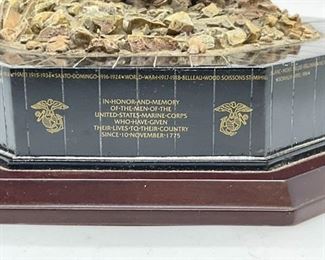 HAITI·1915-1934·SANTO·DOMINGO·1916-1924·WORLD·WAR·I·1917-1918·BELLEAU·WOOD·SOISSONS·ST·MIHIEL
IN·HONOR·AND·MEMORY
OF·THE·MEN·OF·THE
UNITED·STATES·MARINE·CORPS
WHO·HAVE·GIVEN
THEIR·LIVES·TO·THEIR·COUNTRY
SINCE·10·NOVEMBER·1775